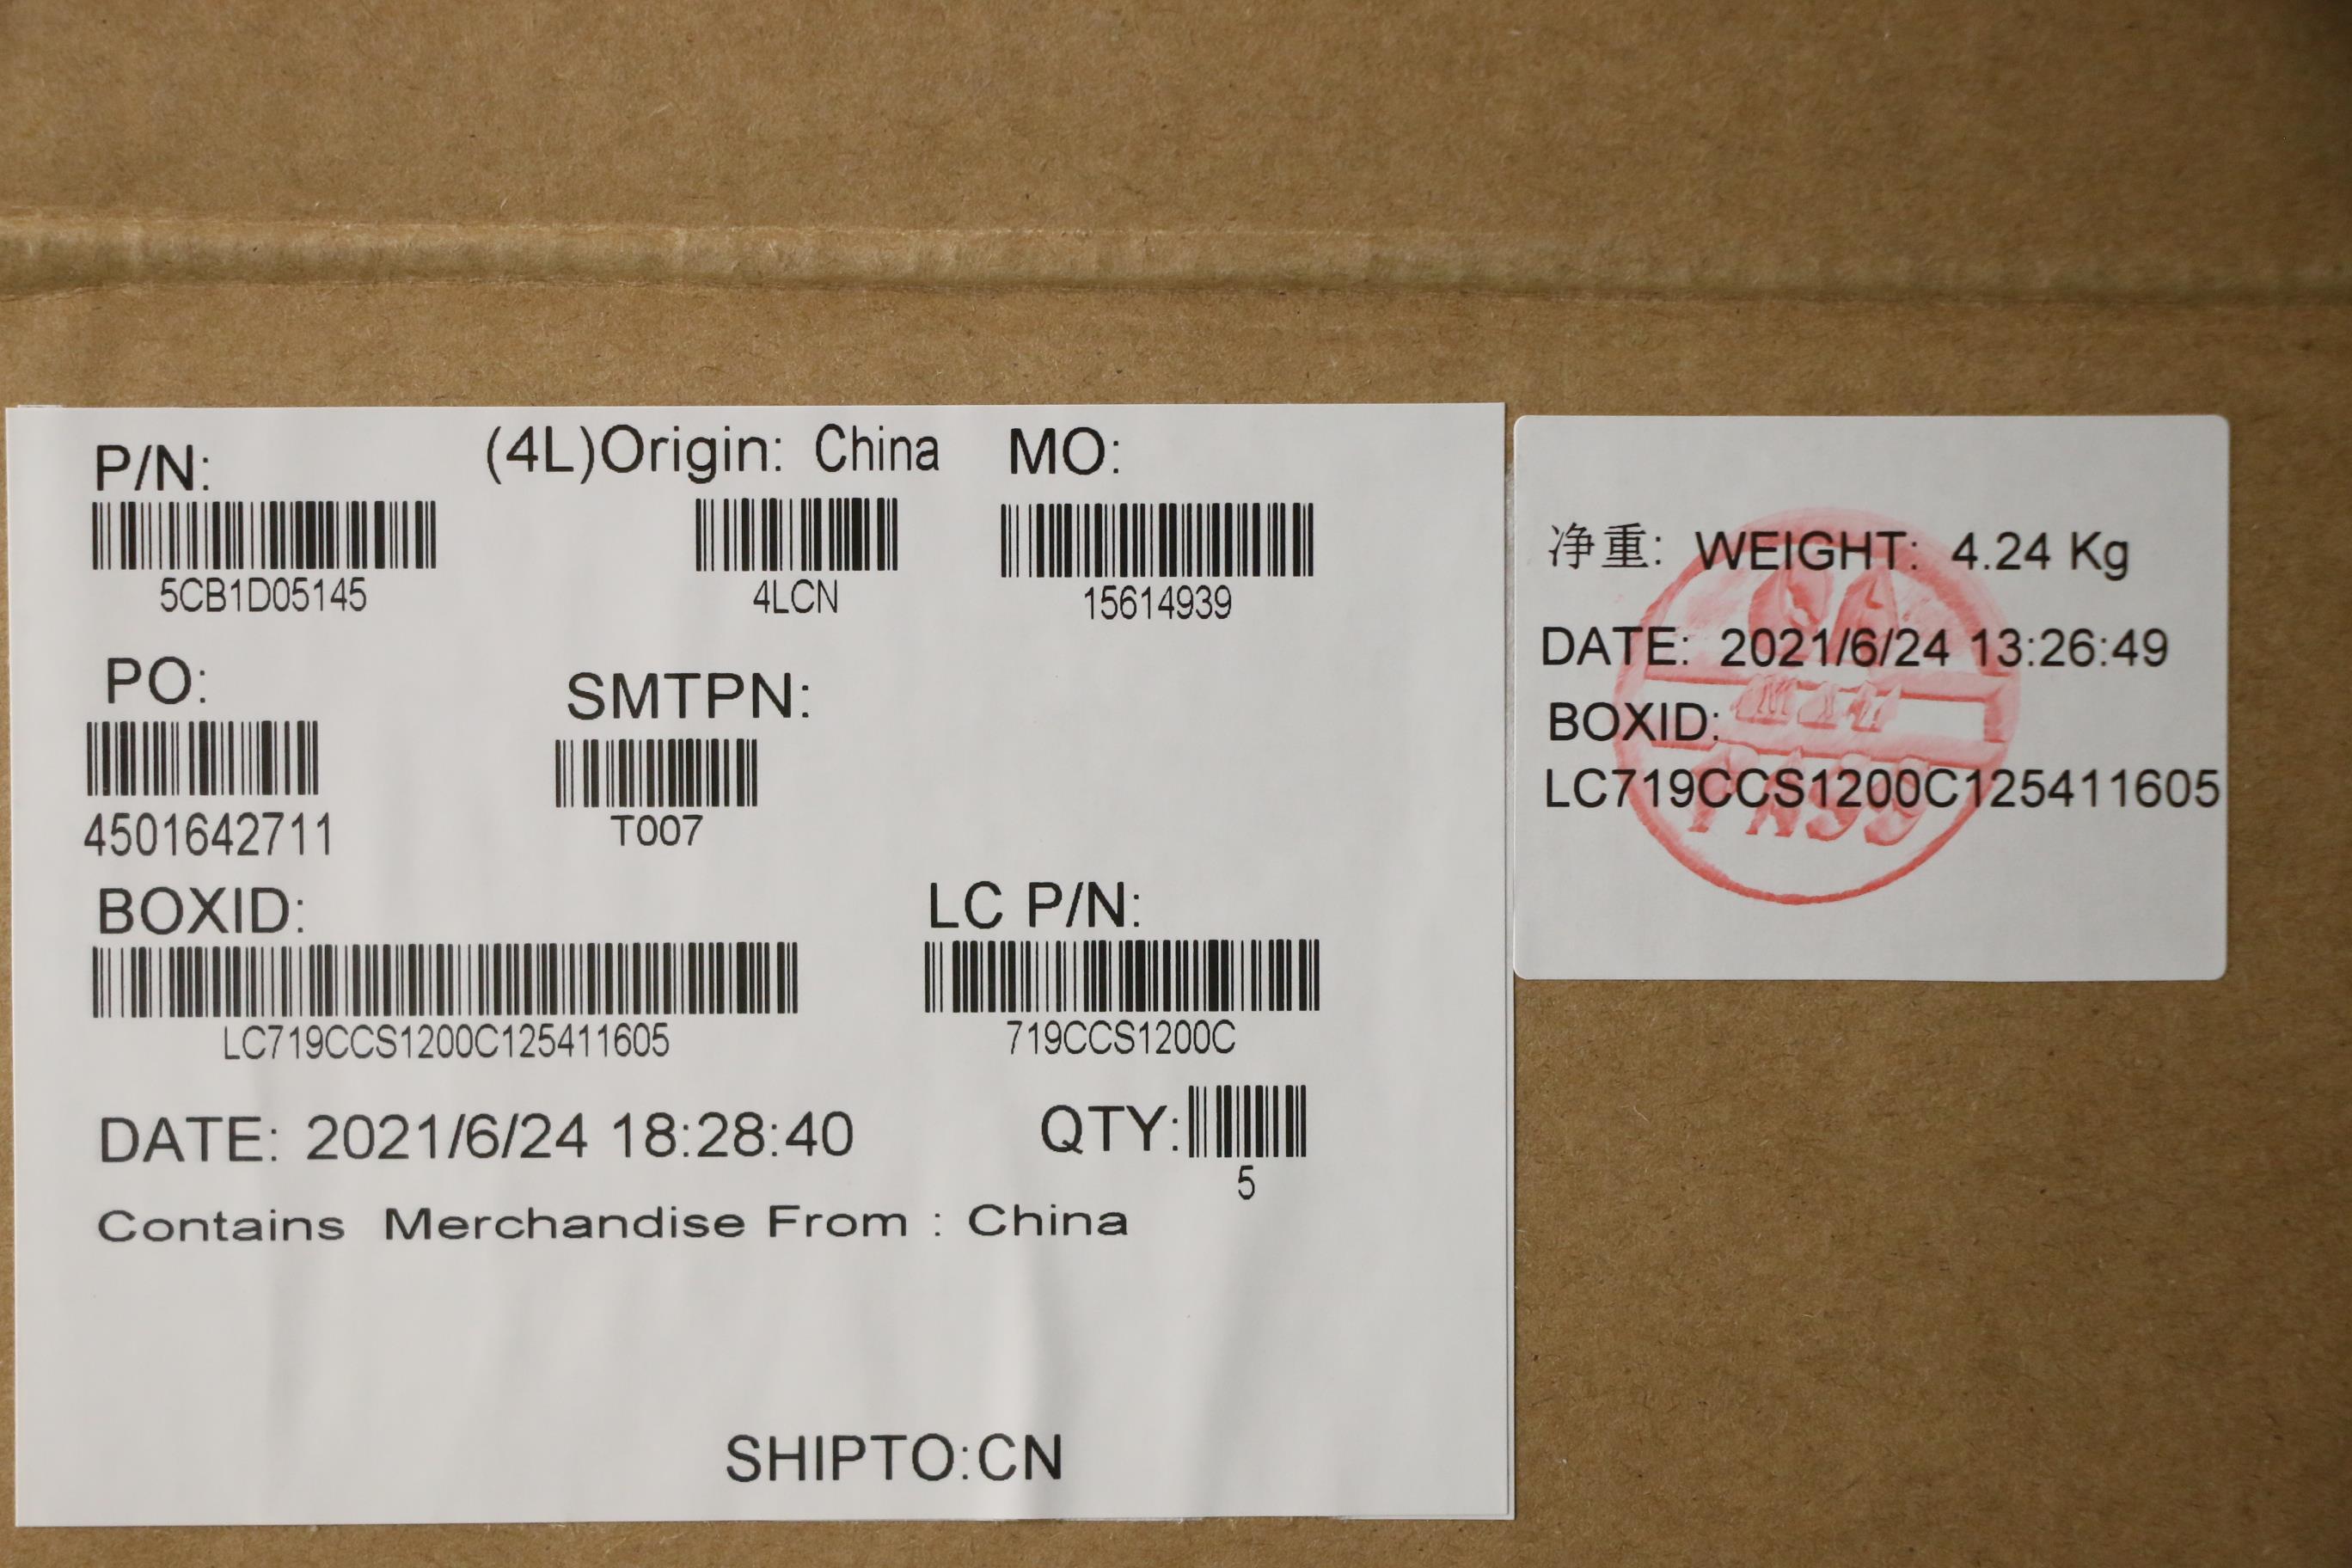 P/N:
(4L)Origin: China
MO:
5CB1D05145
4LCN
15614939
PO:
SMTPN:
4501642711
T007
BOXID:
LC P/N:
LC719CCS1200C125411605
719CCS1200C
DATE: 2021/6/24 18:28:40
QTY:
5
Contains Merchandise From : China
SHIPTO:CN
净重: WEIGHT: 4.24 Kg
DATE: 2021/6/24 13:26:49
BOXID:
LC719CCS1200C125411605
QA
PASS